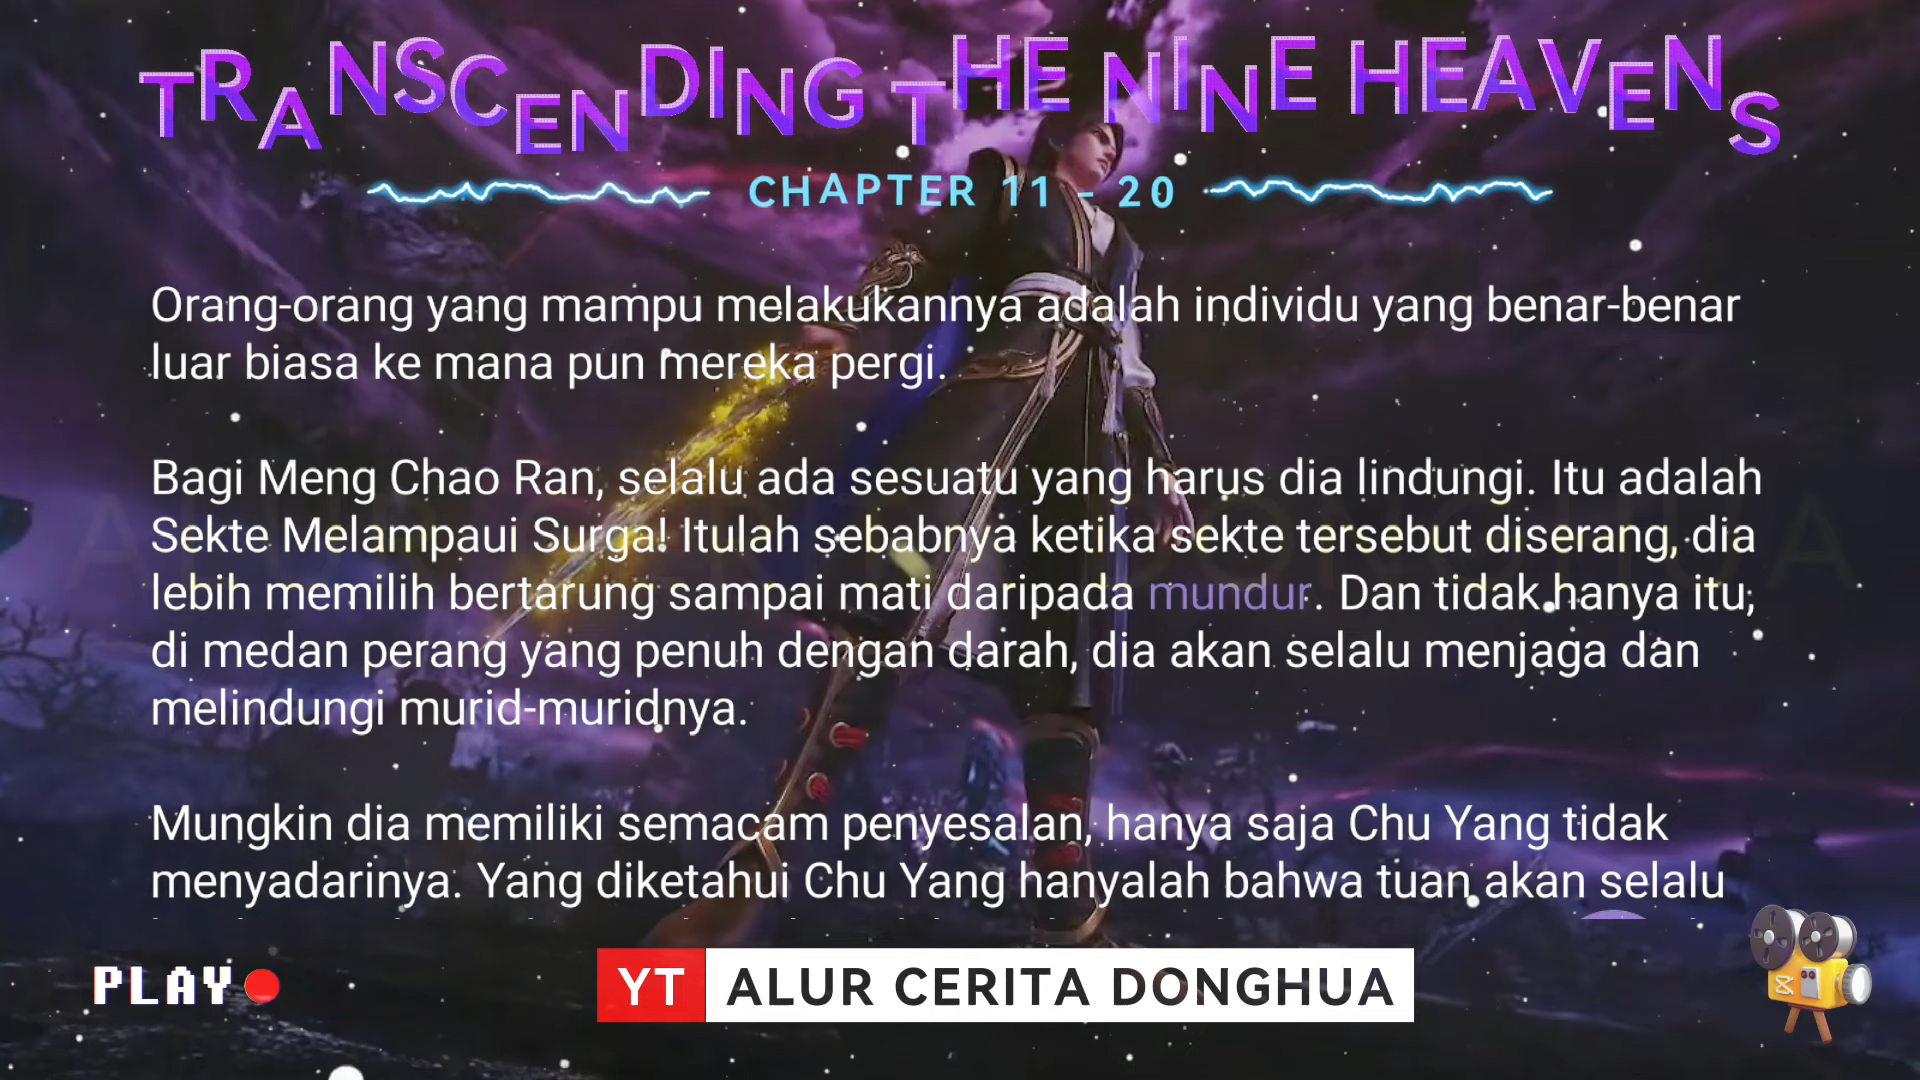 TRANSCENDING THE NINE HEAVENS
CHAPTER 11 - 20
Orang-orang yang mampu melakukannya adalah individu yang benar-benar
luar biasa ke mana pun mereka pergi.
Bagi Meng Chao Ran, selalu ada sesuatu yang harus dia lindungi. Itu adalah
Sekte Melampaui Surga! Itulah sebabnya ketika sekte tersebut diserang, dia
lebih memilih bertarung sampai mati daripada mundur. Dan tidak hanya itu,
di medan perang yang penuh dengan darah, dia akan selalu menjaga dan
melindungi murid-muridnya.
Mungkin dia memiliki semacam penyesalan, hanya saja Chu Yang tidak
menyadarinya. Yang diketahui Chu Yang hanyalah bahwa tuan akan selalu
PLAY
YT ALUR CERITA DONGHUA